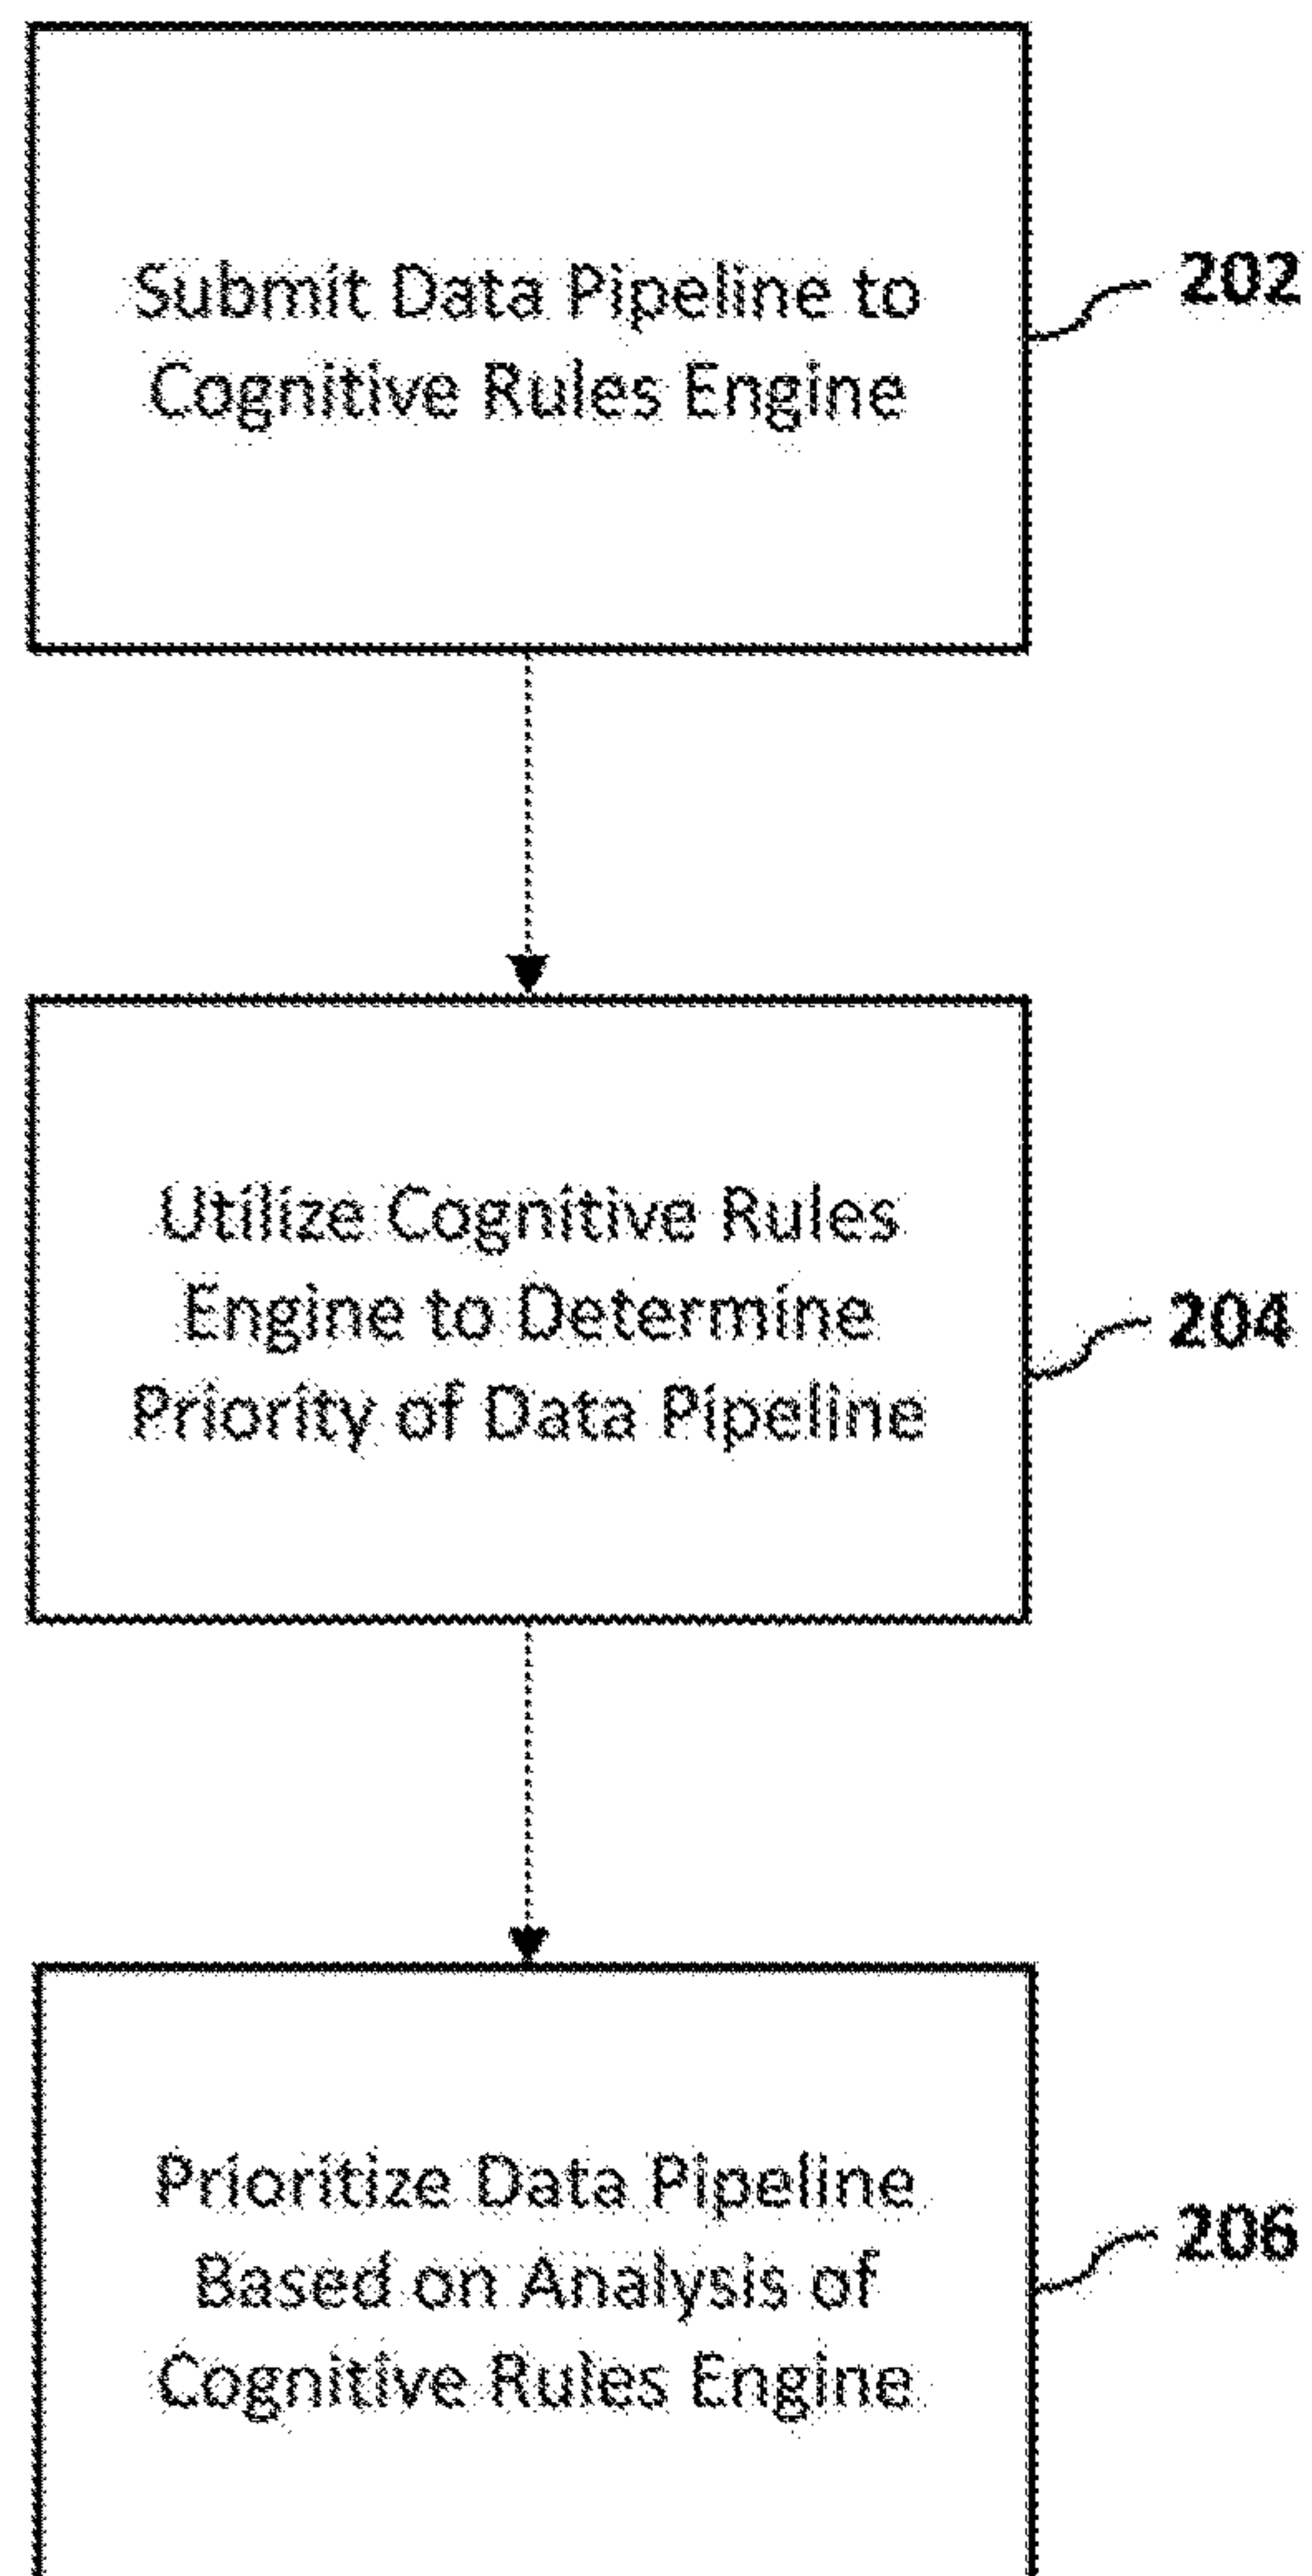 Submit Data Pipeline to
Cognitive Rules Engine
202
Utilize Cognitive Rules
Engine to Determine
Priority of Data Pipeline
204
Prioritize Data Pipeline
Based on Analysis of
Cognitive Rules Engine
206